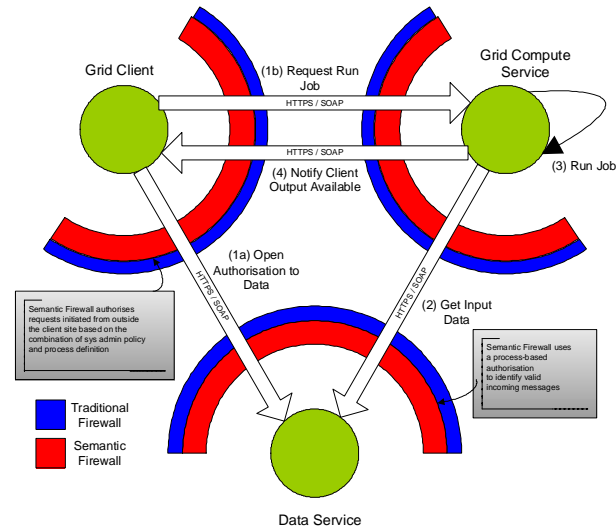 Grid Client
Grid Compute
Service
(1b) Request Run
Job
HTTPS / SOAP
HTTPS / SOAP
(4) Notify Client
Output Available
(3) Run Job
(1a) Open
Authorisation to
Data
HTTPS / SOAP
(2) Get Input
Data
HTTPS / SOAP
Semantic Firewall authorises
requests initiated from outside
the client site based on the
combination of sys admin policy
and process definition
Semantic Firewall uses
a process-based
authorisation
to identify valid
incoming messages
Traditional
Firewall
Semantic
Firewall
Data Service